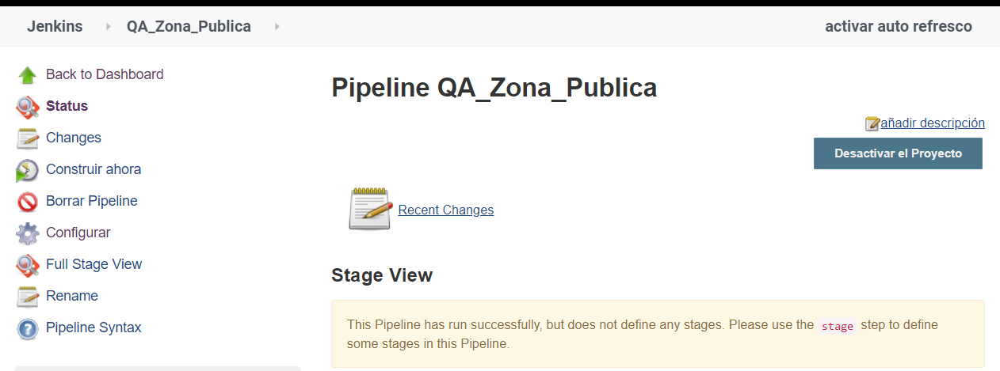 Jenkins QA_Zona_Publica activar auto refresco
Back to Dashboard
Status
Changes
Construir ahora
Borrar Pipeline
Configurar
Full Stage View
Rename
Pipeline Syntax
Pipeline QA_Zona_Publica
añadir descripción
Desactivar el Proyecto
Recent Changes
Stage View
This Pipeline has run successfully, but does not define any stages. Please use the stage step to define
some stages in this Pipeline.